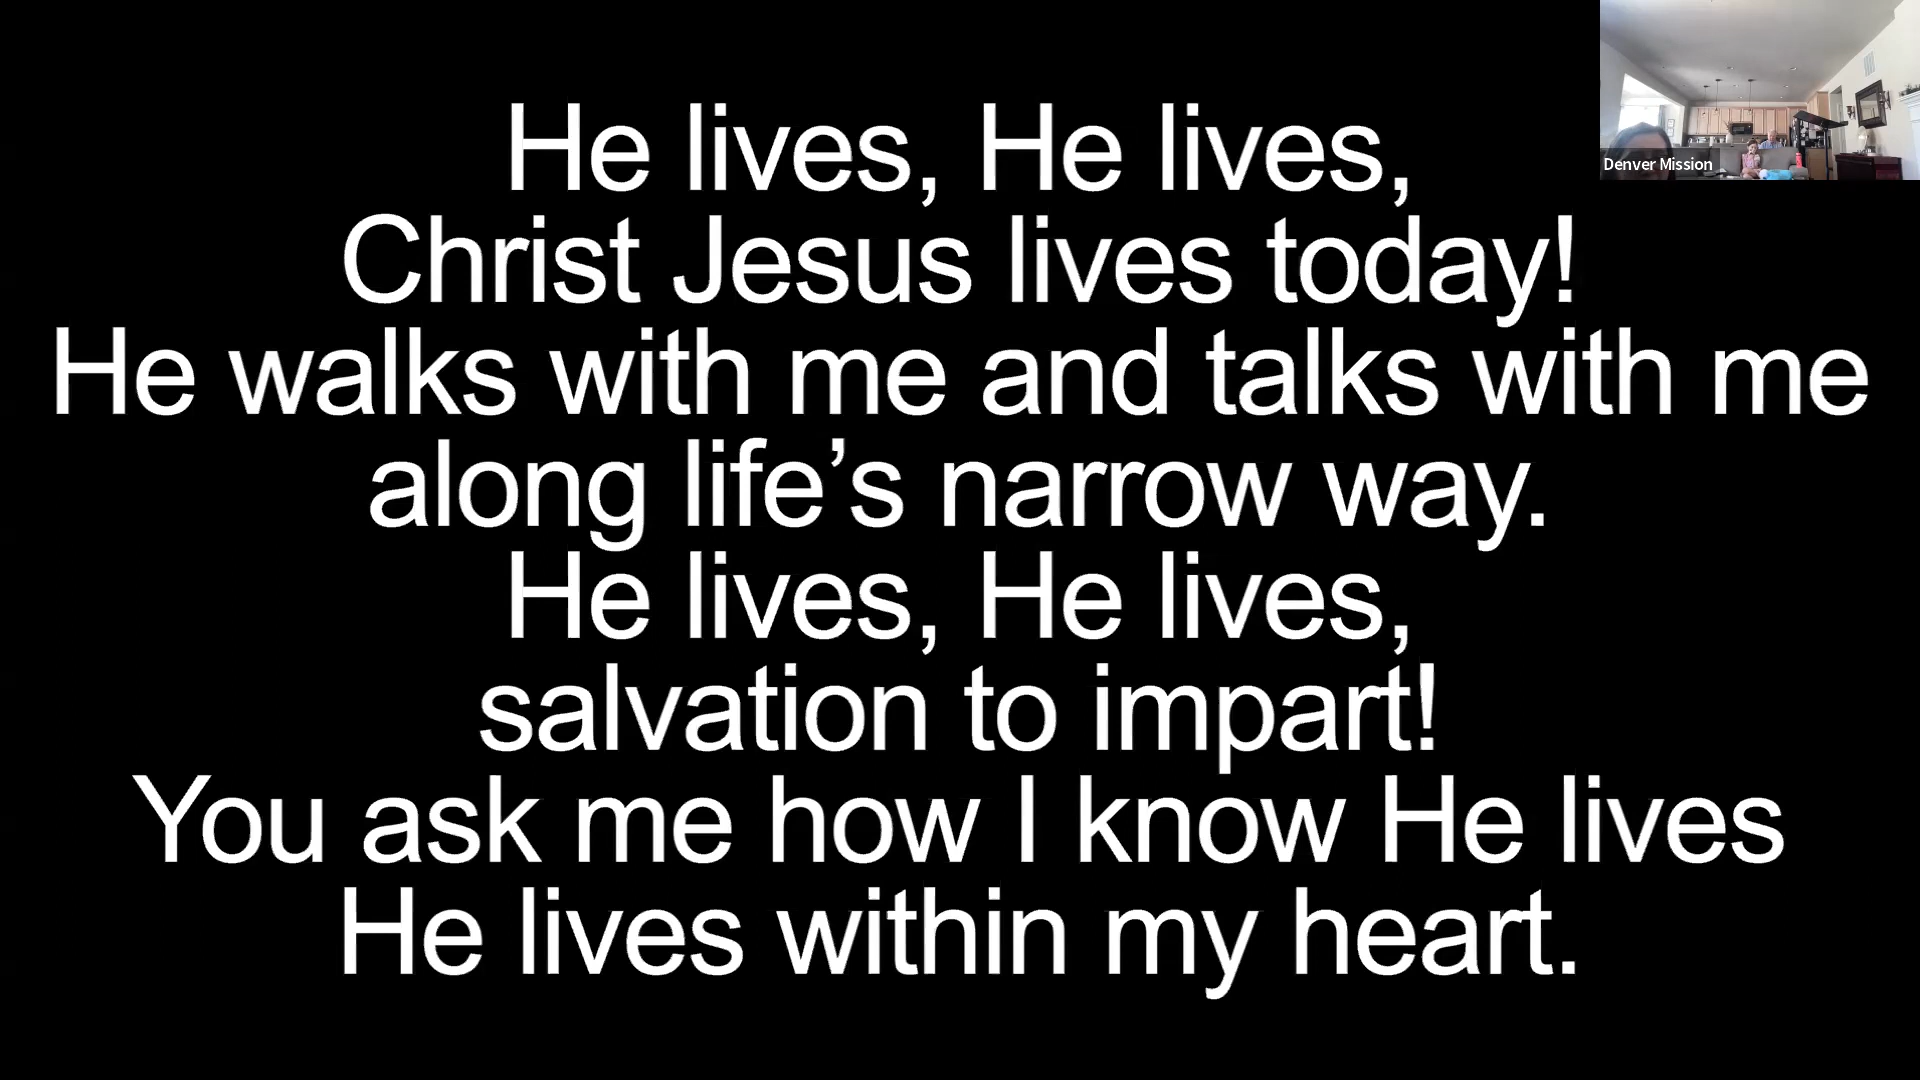 He lives, He lives,
Christ Jesus lives today!
He walks with me and talks with me
along life’s narrow way.
He lives, He lives,
salvation to impart!
You ask me how I know He lives
He lives within my heart.
Denver Mission